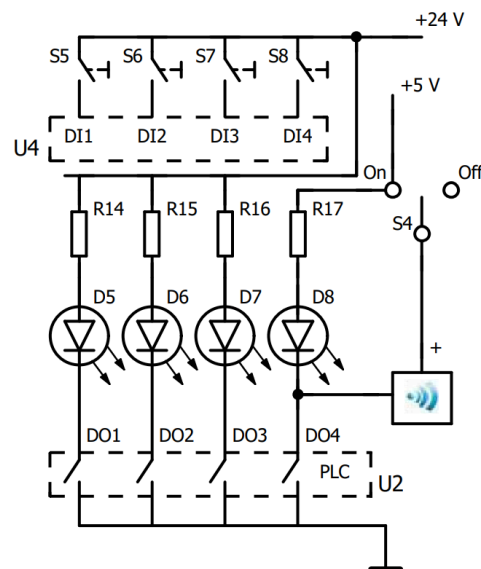 +24 V
S5 S6 S7 S8
+5 V
DI1 DI2 DI3 DI4
U4
On Off
R14 R15 R16 R17
S4
D5 D6 D7 D8
+
DO1 DO2 DO3 DO4
PLC
U2